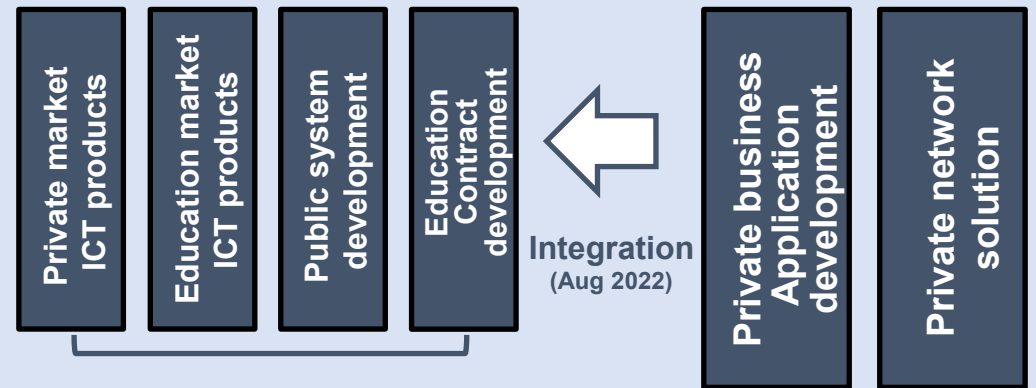 Private market
ICT products
Education market
ICT products
Public system
development
Education
Contract
development
Integration
(Aug 2022)
Private business
Application
development
Private network
solution